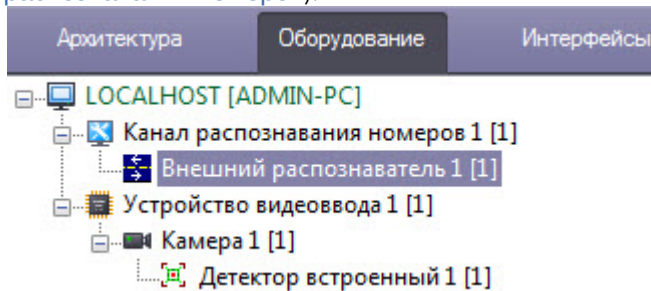 Архитектура Оборудование Интерфейсы
LOCALHOST [ADMIN-PC]
Канал распознавания номеров 1 [1]
Внешний распознаватель 1 [1]
Устройство видеоввода 1 [1]
Камера 1 [1]
Детектор встроенный 1 [1]